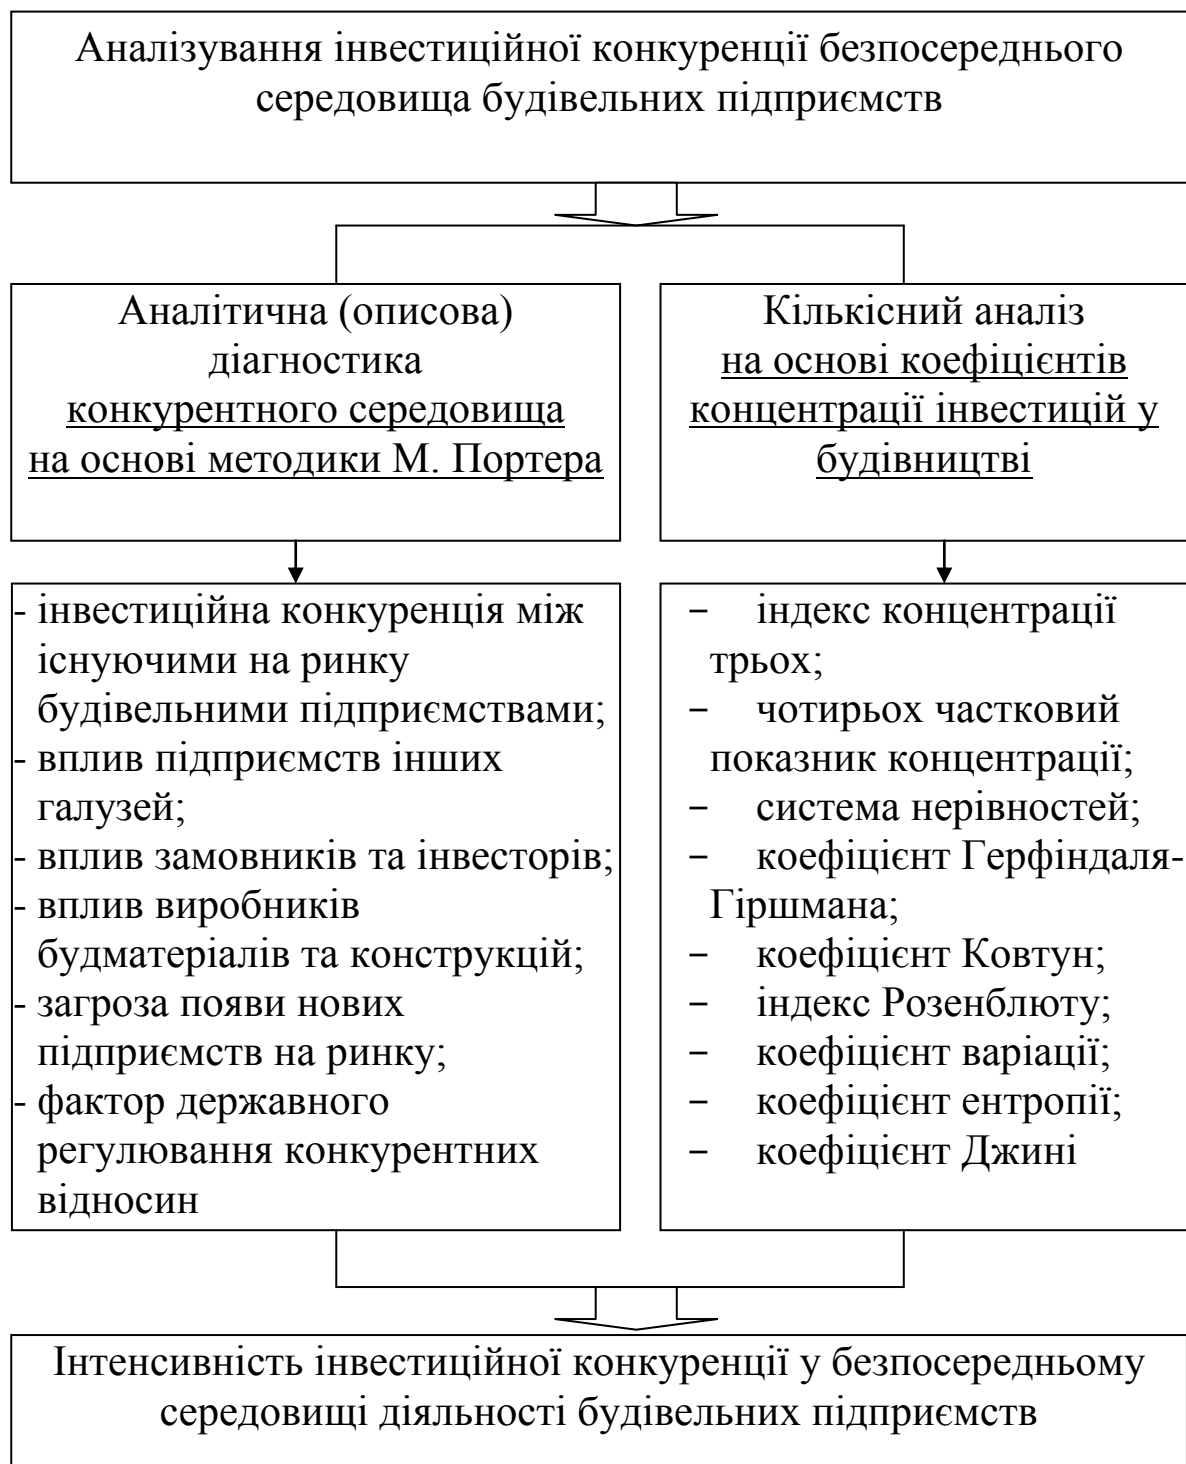 Аналізування інвестиційної конкуренції безпосереднього
середовища будівельних підприємств
Аналітична (описова)
діагностика
конкурентного середовища
на основі методики М. Портера
Кількісний аналіз
на основі коефіцієнтів
концентрації інвестицій у
будівництві
- інвестиційна конкуренція між
існуючими на ринку
будівельними підприємствами;
- вплив підприємств інших
галузей;
- вплив замовників та інвесторів;
- вплив виробників
будматеріалів та конструкцій;
- загроза появи нових
підприємств на ринку;
- фактор державного
регулювання конкурентних
відносин
− індекс концентрації
трьох;
− чотирьох частковий
показник концентрації;
− система нерівностей;
− коефіцієнт Герфіндаля-
Гіршмана;
− коефіцієнт Ковтун;
− індекс Розенблюту;
− коефіцієнт варіації;
− коефіцієнт ентропії;
− коефіцієнт Джині
Інтенсивність інвестиційної конкуренції у безпосередньому
середовищі діяльності будівельних підприємств